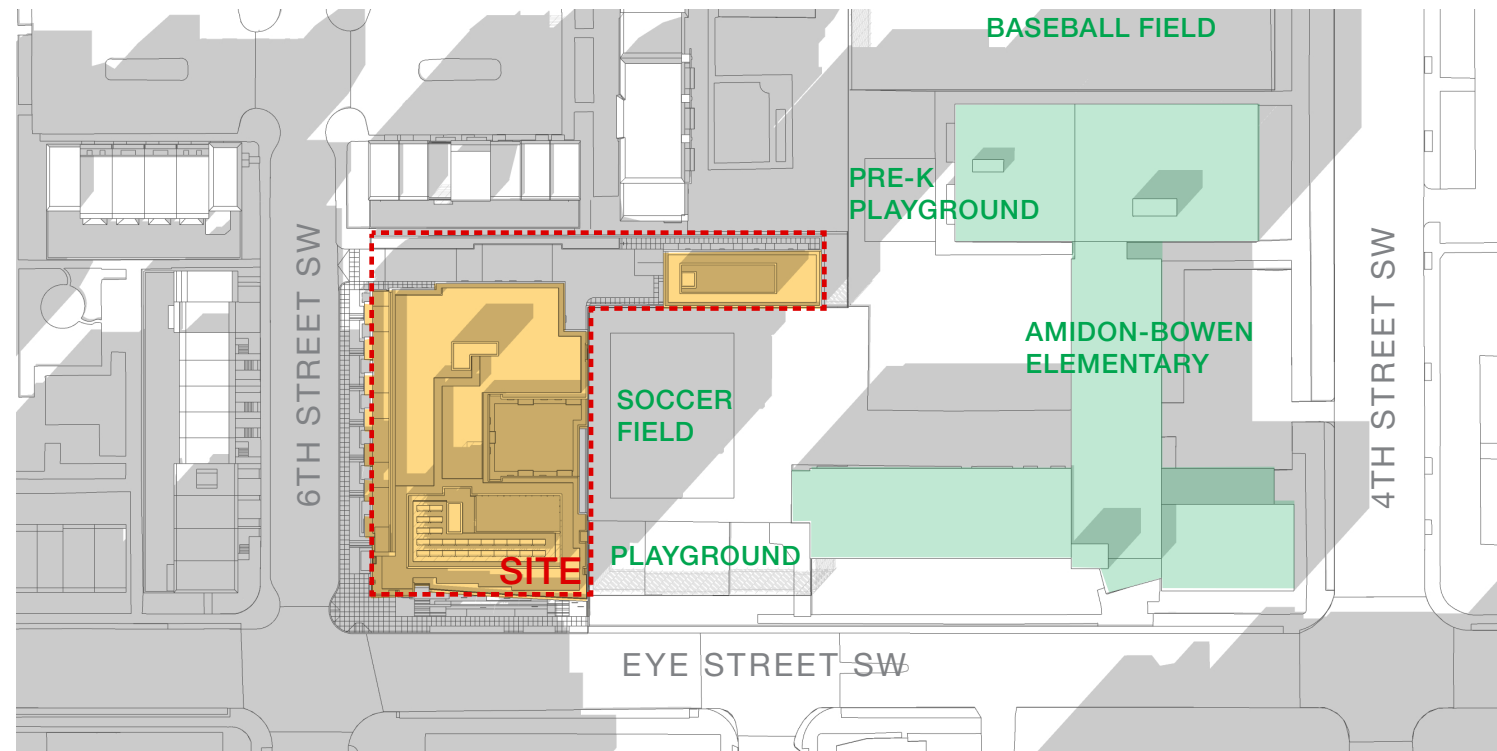 BASEBALL FIELD
PRE-K
PLAYGROUND
6TH STREET SW
4TH STREET SW
AMIDON-BOWEN
ELEMENTARY
SOCCER
FIELD
PLAYGROUND
SITE
EYE STREET SW